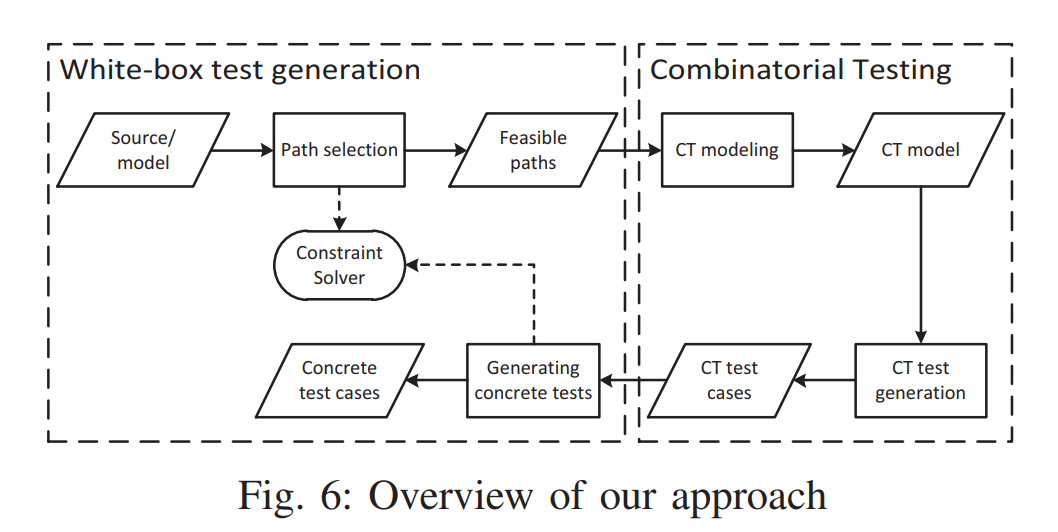 White-box test generation
Combinatorial Testing
Source/
model
Path selection
Feasible
paths
CT modeling
CT model
Constraint
Solver
Concrete
test cases
Generating
concrete tests
CT test
cases
CT test
generation
Fig. 6: Overview of our approach